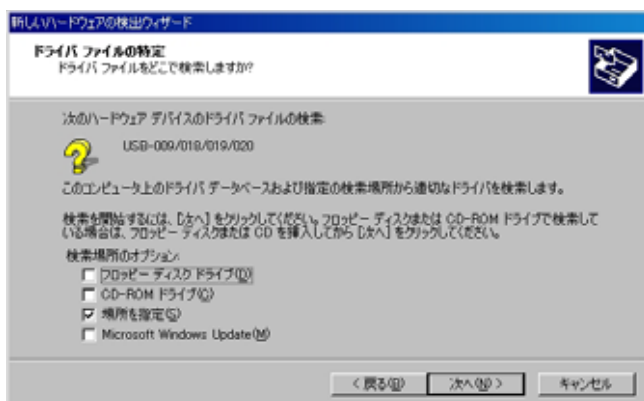 新しいハードウェアの検出ウィザード
ドライバ ファイルの特定
ドライバ ファイルをどこで検索しますか?
次のハードウェア デバイスのドライバ ファイルの検索:
USB-009/018/019/020
このコンピュータ上のドライバ データベースおよび指定の検索場所から適切なドライバを検索します。
検索を開始するには、[次へ] をクリックしてください。フロッピー ディスクまたは CD-ROM ドライブで検索して
いる場合は、フロッピー ディスクまたは CD を挿入してから [次へ] をクリックしてください。
検索場所のオプション:
フロッピー ディスク ドライブ(D)
CD-ROM ドライブ(C)
場所を指定(S)
Microsoft Windows Update(M)
< 戻る(B) 次へ(N) > キャンセル